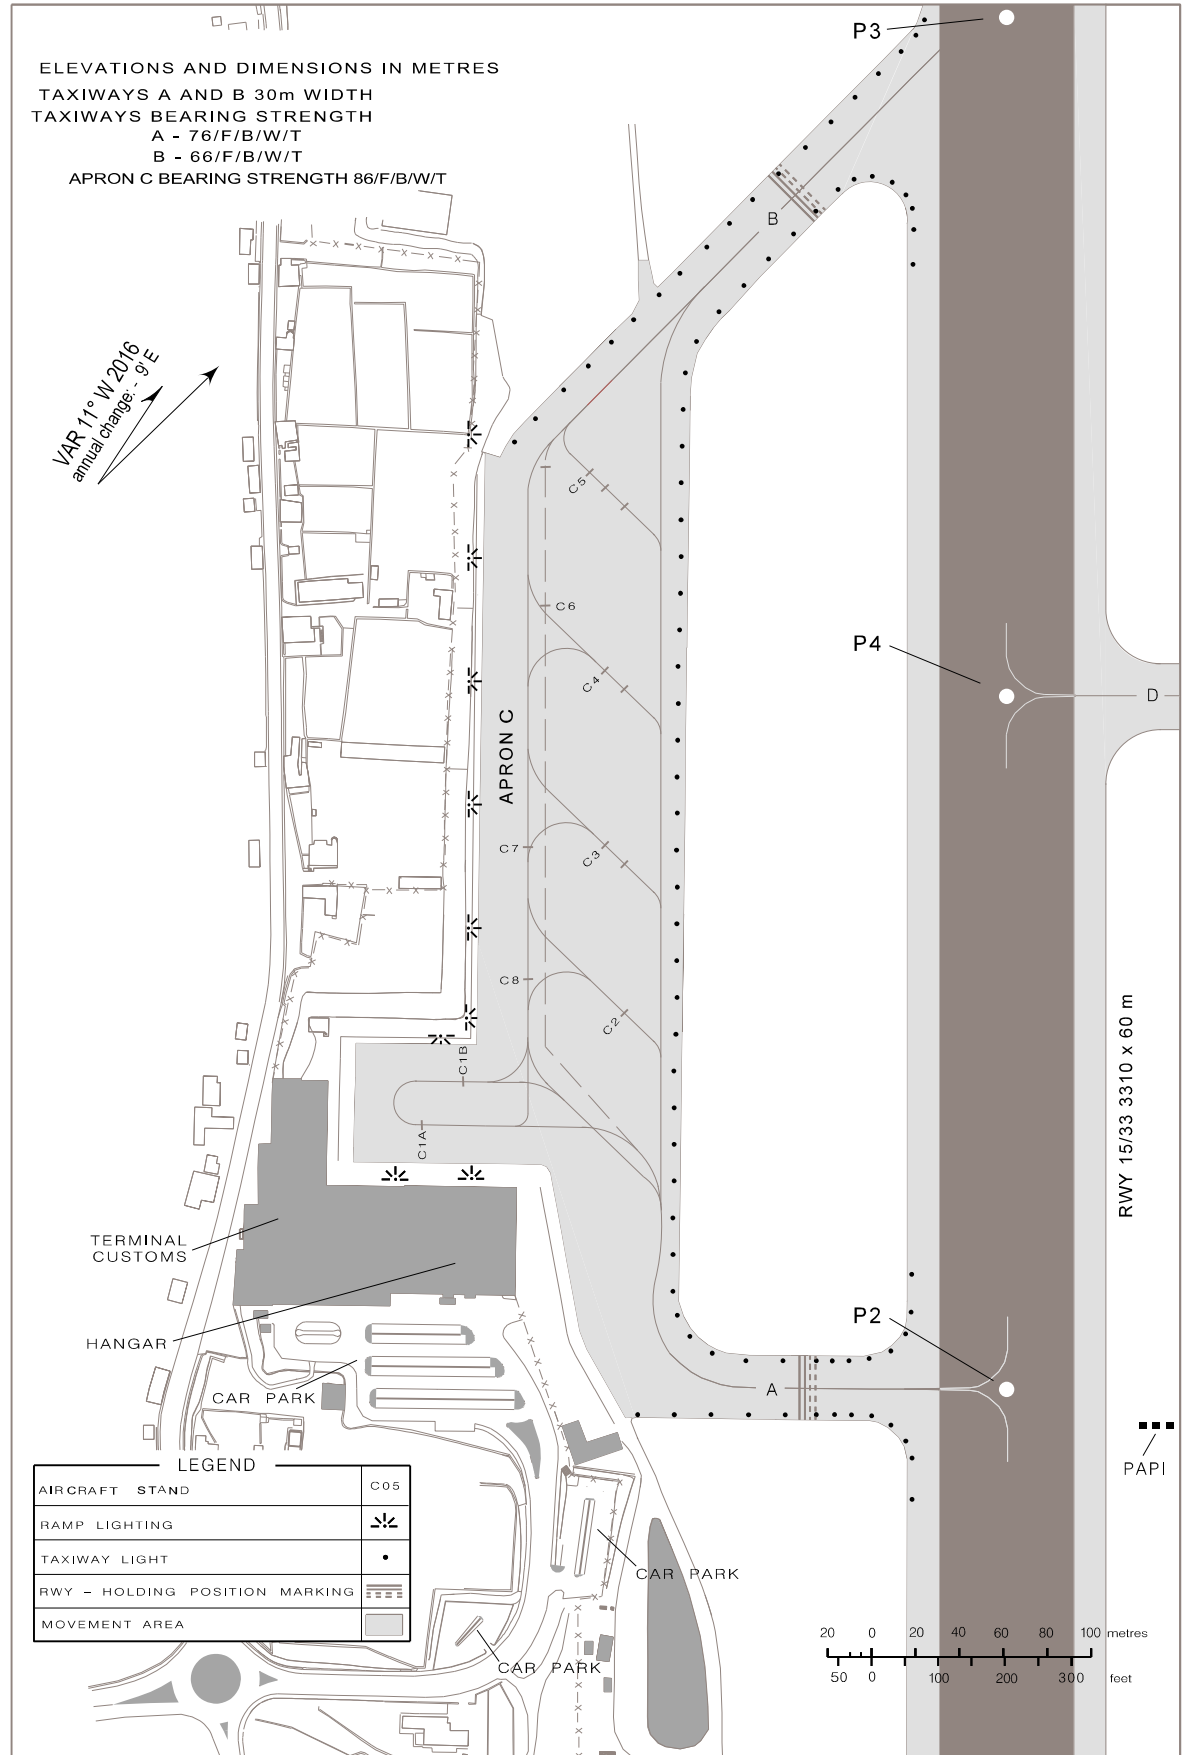 P3
ELEVATIONS AND DIMENSIONS IN METRES
TAXIWAYS A AND B 30m WIDTH
TAXIWAYS BEARING STRENGTH
A - 76/F/B/W/T
B - 66/F/B/W/T
APRON C BEARING STRENGTH 86/F/B/W/T
B
VAR 11° W 2016
annual change: - 9' E
C5
C6
P4
C4
D
APRON C
C7
C3
C8
C2
RWY 15/33 3310 x 60 m
C1B
C1A
TERMINAL
CUSTOMS
P2
HANGAR
A
CAR PARK
PAPI
LEGEND
AIRCRAFT STAND C05
RAMP LIGHTING
TAXIWAY LIGHT
RWY - HOLDING POSITION MARKING
MOVEMENT AREA
CAR PARK
CAR PARK
20 0 20 40 60 80 100 metres
50 0 100 200 300 feet